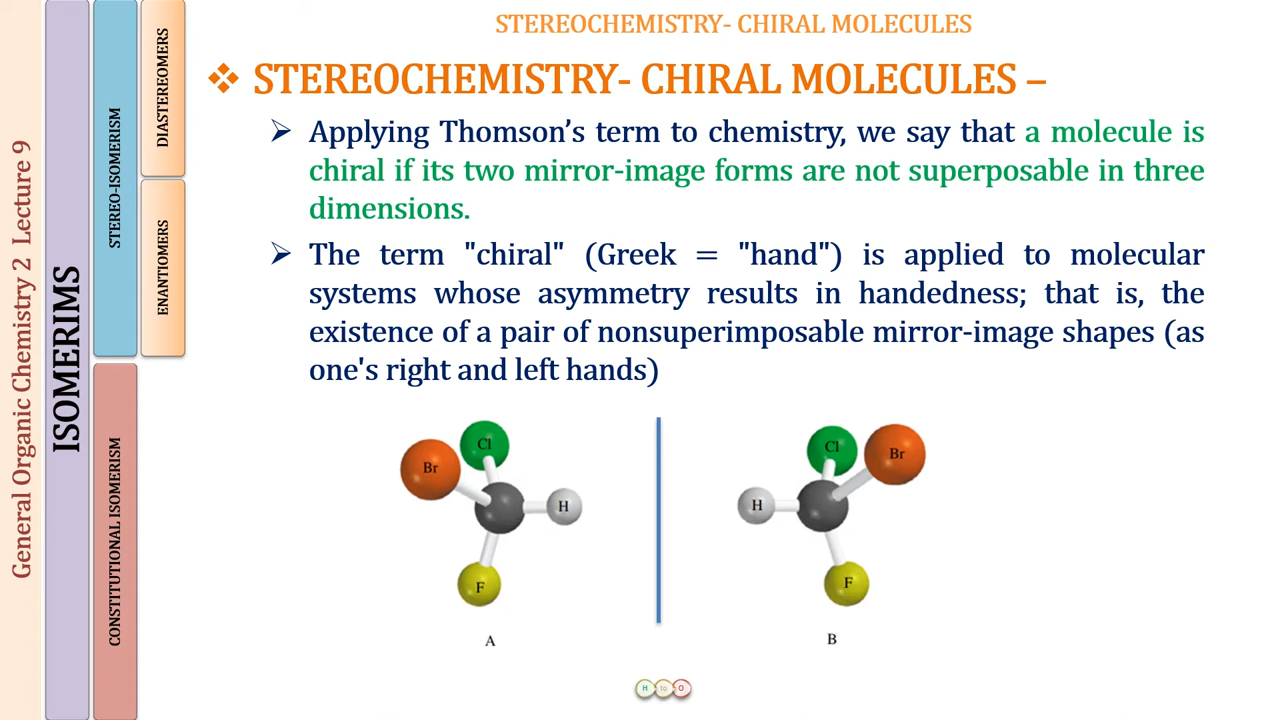 STEREOCHEMISTRY- CHIRAL MOLECULES
General Organic Chemistry 2 Lecture 9
ISOMERIMS
STEREO-ISOMERISM
CONSTITUTIONAL ISOMERISM
DIASTEREOMERS
ENANTIOMERS
❖ STEREOCHEMISTRY- CHIRAL MOLECULES –
➢ Applying Thomson’s term to chemistry, we say that a molecule is
chiral if its two mirror-image forms are not superposable in three
dimensions.
➢ The term "chiral" (Greek = "hand") is applied to molecular
systems whose asymmetry results in handedness; that is, the
existence of a pair of nonsuperimposable mirror-image shapes (as
one's right and left hands)
Cl
Br
H
F
A
Cl
Br
H
F
B
H to O